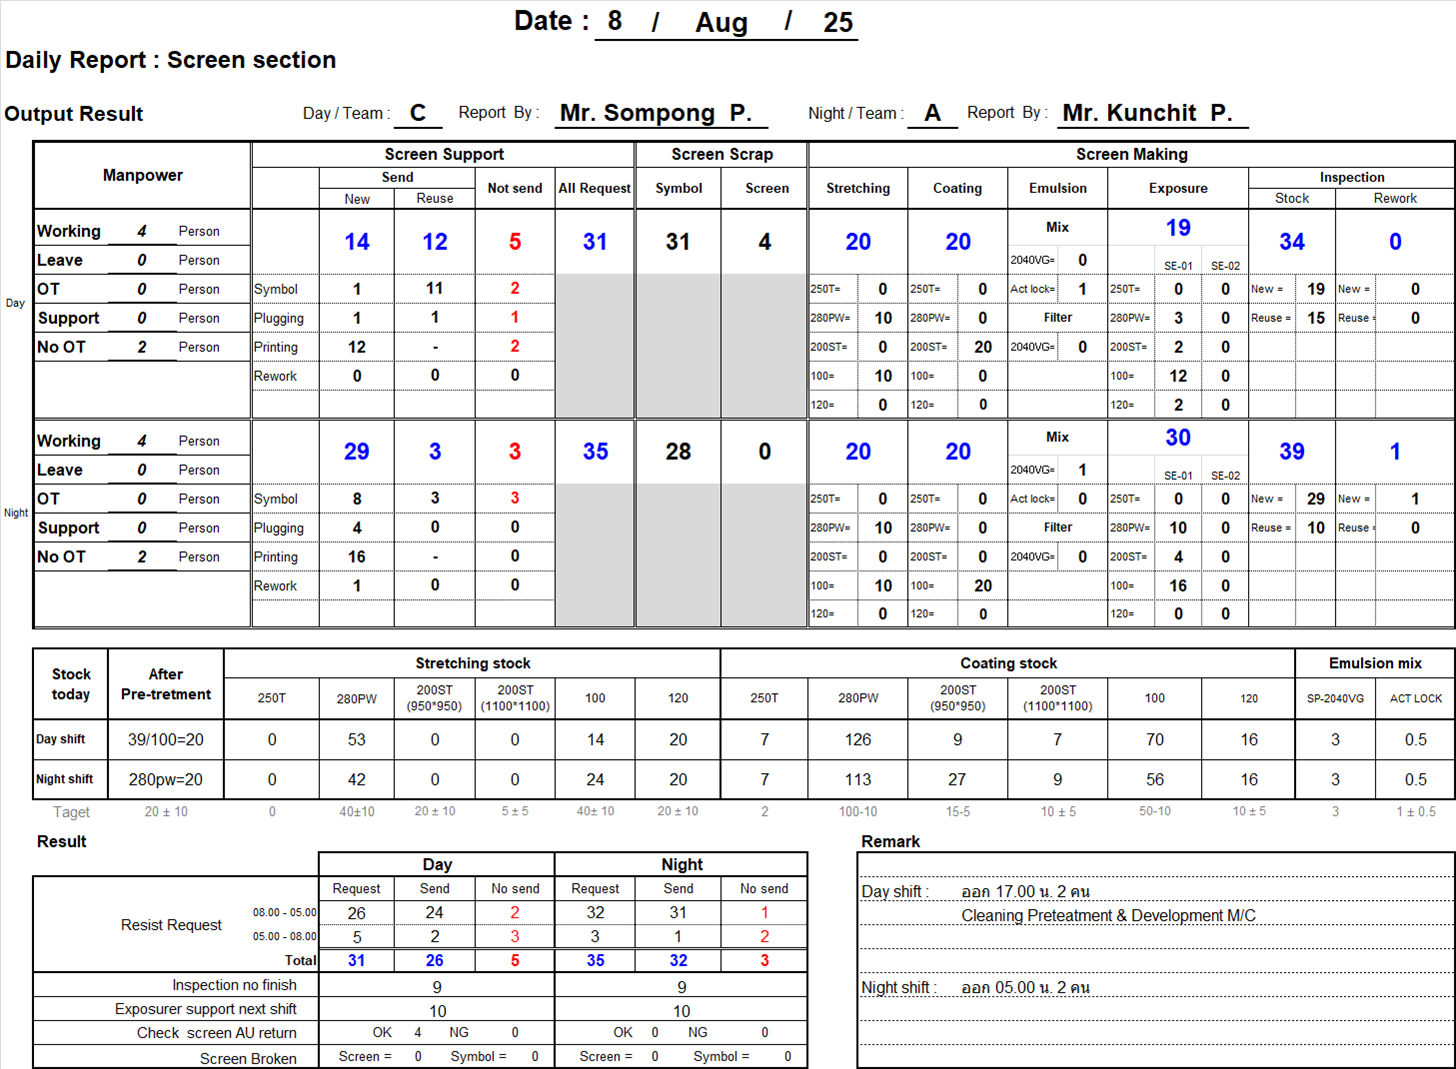 Date : 8 / Aug / 25
Daily Report : Screen section
Output Result Day / Team : C Report By : Mr. Sompong P. Night / Team : A Report By : Mr. Kunchit P.
Manpower Screen Support Screen Scrap Screen Making
Send Not send All Request Symbol Screen Stretching Coating Emulsion Exposure Inspection
New Reuse Stock Rework
Day
Working 4 Person 14 12 5 31 31 4 20 20 Mix 19 34 0
Leave 0 Person 2040VG= 0 SE-01 SE-02
OT 0 Person Symbol 1 11 2 250T= 0 250T= 0 Act lock= 1 250T= 0 0 New = 19 New = 0
Support 0 Person Plugging 1 1 1 280PW= 10 280PW= 0 Filter 280PW= 3 0 Reuse = 15 Reuse = 0
No OT 2 Person Printing 12 - 2 200ST= 0 200ST= 20 2040VG= 0 200ST= 2 0
Rework 0 0 0 100= 10 100= 0 100= 12 0
120= 0 120= 0 120= 2 0
Night
Working 4 Person 29 3 3 35 28 0 20 20 Mix 30 39 1
Leave 0 Person 2040VG= 1 SE-01 SE-02
OT 0 Person Symbol 8 3 3 250T= 0 250T= 0 Act lock= 0 250T= 0 0 New = 29 New = 1
Support 0 Person Plugging 4 0 0 280PW= 10 280PW= 0 Filter 280PW= 10 0 Reuse = 10 Reuse = 0
No OT 2 Person Printing 16 - 0 200ST= 0 200ST= 0 2040VG= 0 200ST= 4 0
Rework 1 0 0 100= 10 100= 20 100= 16 0
120= 0 120= 0 120= 0 0
Stock today After Pre-tretment Stretching stock Coating stock Emulsion mix
250T 280PW 200ST (950*950) 200ST (1100*1100) 100 120 250T 280PW 200ST (950*950) 200ST (1100*1100) 100 120 SP-2040VG ACT LOCK
Day shift 39/100=20 0 53 0 0 14 20 7 126 9 7 70 16 3 0.5
Night shift 280pw=20 0 42 0 0 24 20 7 113 27 9 56 16 3 0.5
Taget 20 ± 10 0 40±10 20 ± 10 5 ± 5 40± 10 20 ± 10 2 100-10 15-5 10 ± 5 50-10 10 ± 5 3 1 ± 0.5
Result
Day Night
Request Send No send Request Send No send
Resist Request
08.00 - 05.00 26 24 2 32 31 1
05.00 - 08.00 5 2 3 3 1 2
Total 31 26 5 35 32 3
Inspection no finish 9 9
Exposurer support next shift 10 10
Check screen AU return OK 4 NG 0 OK 0 NG 0
Screen Broken Screen = 0 Symbol = 0 Screen = 0 Symbol = 0
Remark
Day shift : ออก 17.00 น. 2 คน
Cleaning Preteatment & Development M/C
Night shift : ออก 05.00 น. 2 คน